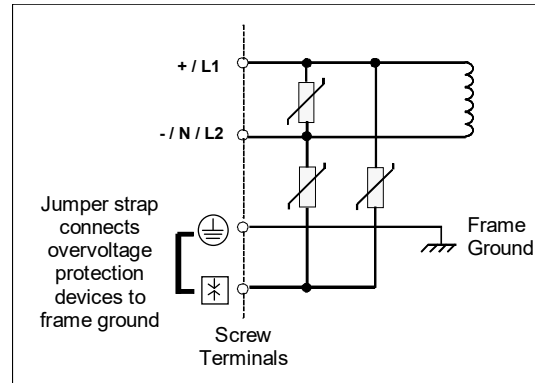 + / L1
- / N / L2
Jumper strap
connects
overvoltage
protection
devices to
frame ground
Frame
Ground
Screw
Terminals